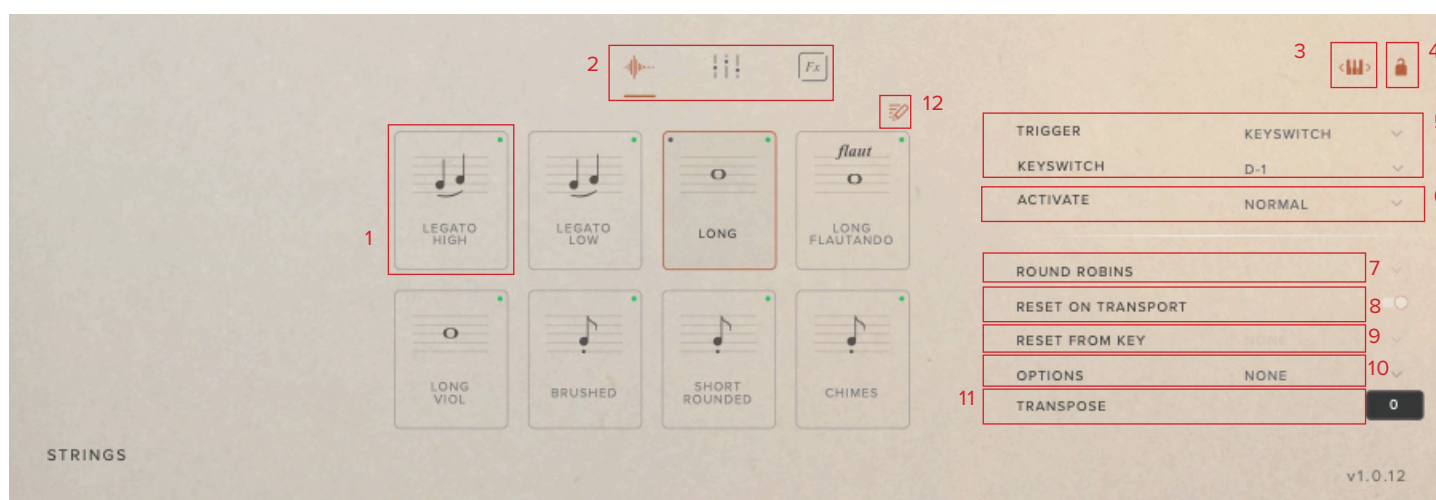 2
Fx
3
4
12
TRIGGER KEYSWITCH
KEYSWITCH D-1
ACTIVATE NORMAL
1
LEGATO
HIGH
LEGATO
LOW
LONG
flaut
LONG
FLAUTANDO
ROUND ROBINS 7
RESET ON TRANSPORT 8
RESET FROM KEY NONE 9
OPTIONS NONE 10
11 TRANSPOSE 0
LONG
VIOL
BRUSHED
SHORT
ROUNDED
CHIMES
STRINGS
v1.0.12